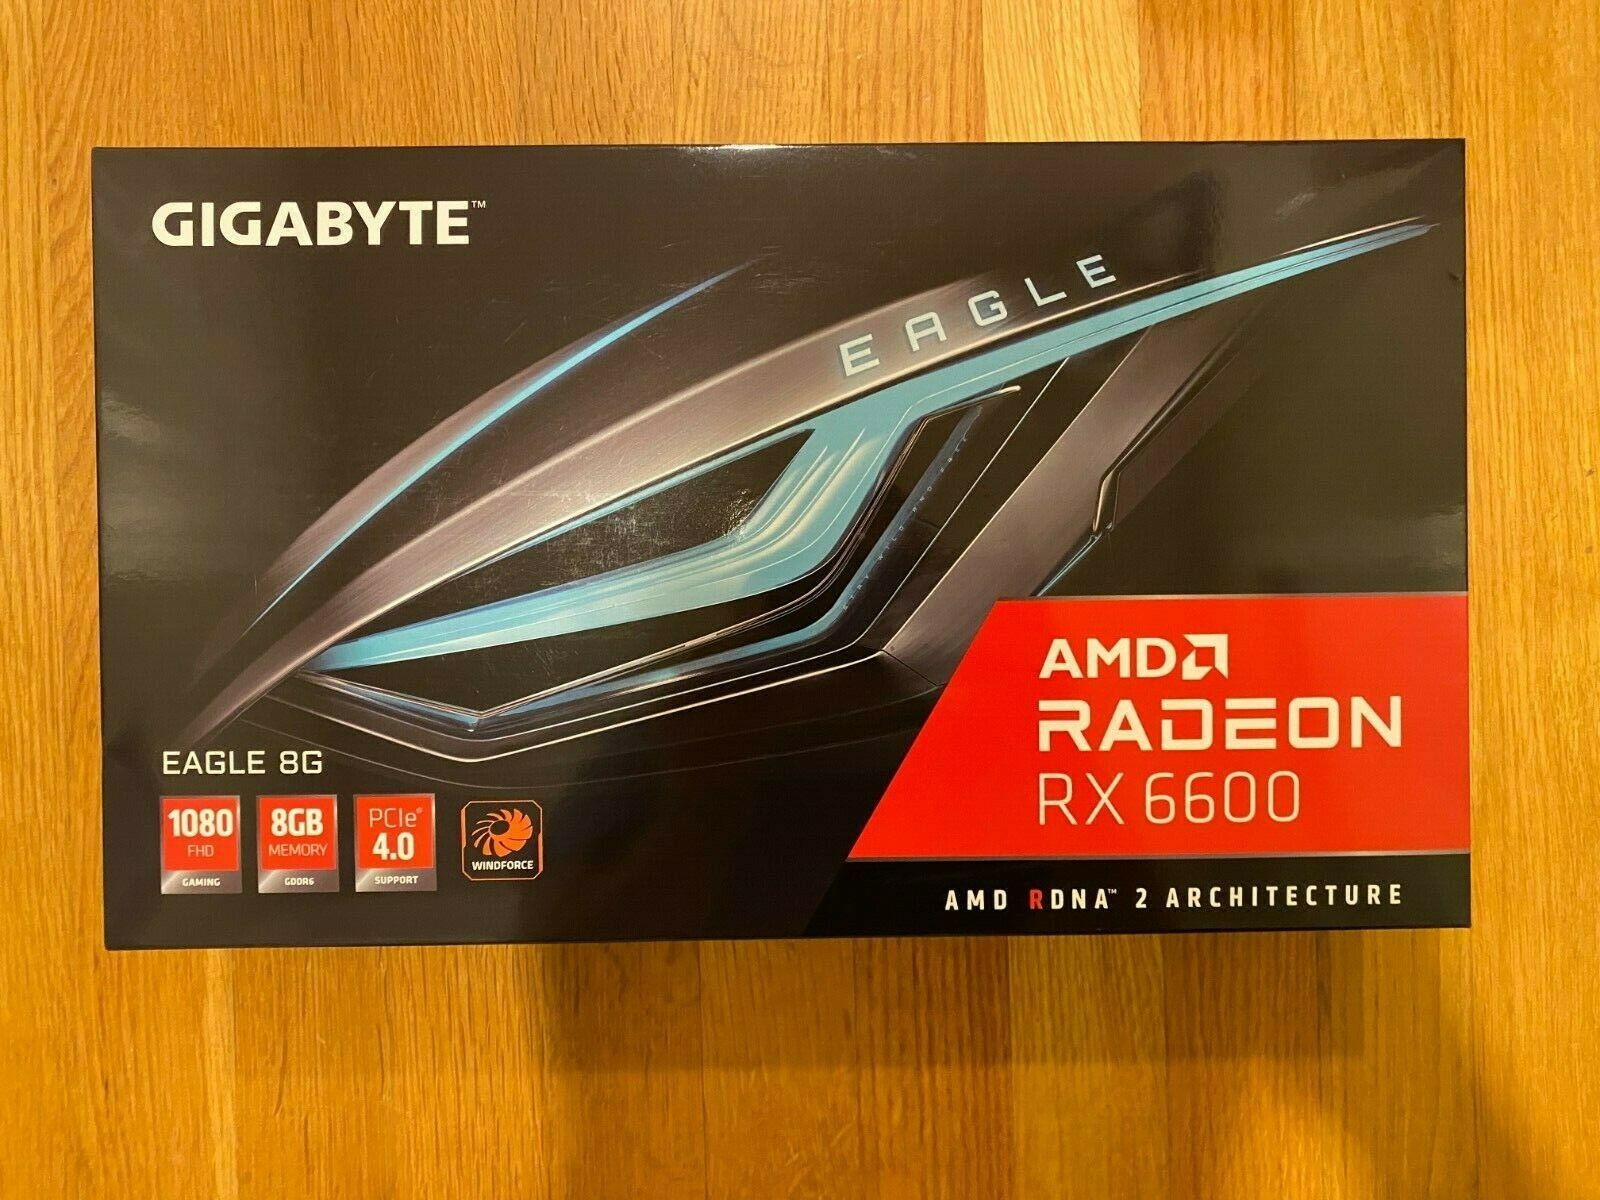 GIGABYTE™
EAGLE
EAGLE 8G
1080
FHD
GAMING
8GB
MEMORY
GDDR6
PCIe®
4.0
SUPPORT
WINDFORCE
AMD
RADEON
RX 6600
AMD RDNA™ 2 ARCHITECTURE